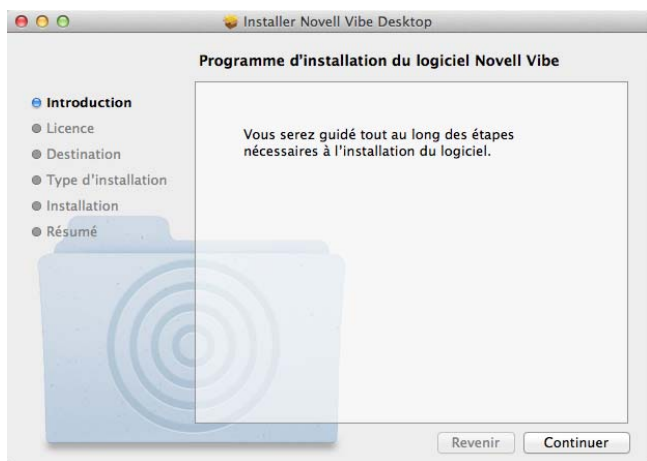 Installer Novell Vibe Desktop
Programme d'installation du logiciel Novell Vibe
Introduction
Licence
Destination
Type d'installation
Installation
Résumé
Vous serez guidé tout au long des étapes
nécessaires à l'installation du logiciel.
Revenir
Continuer